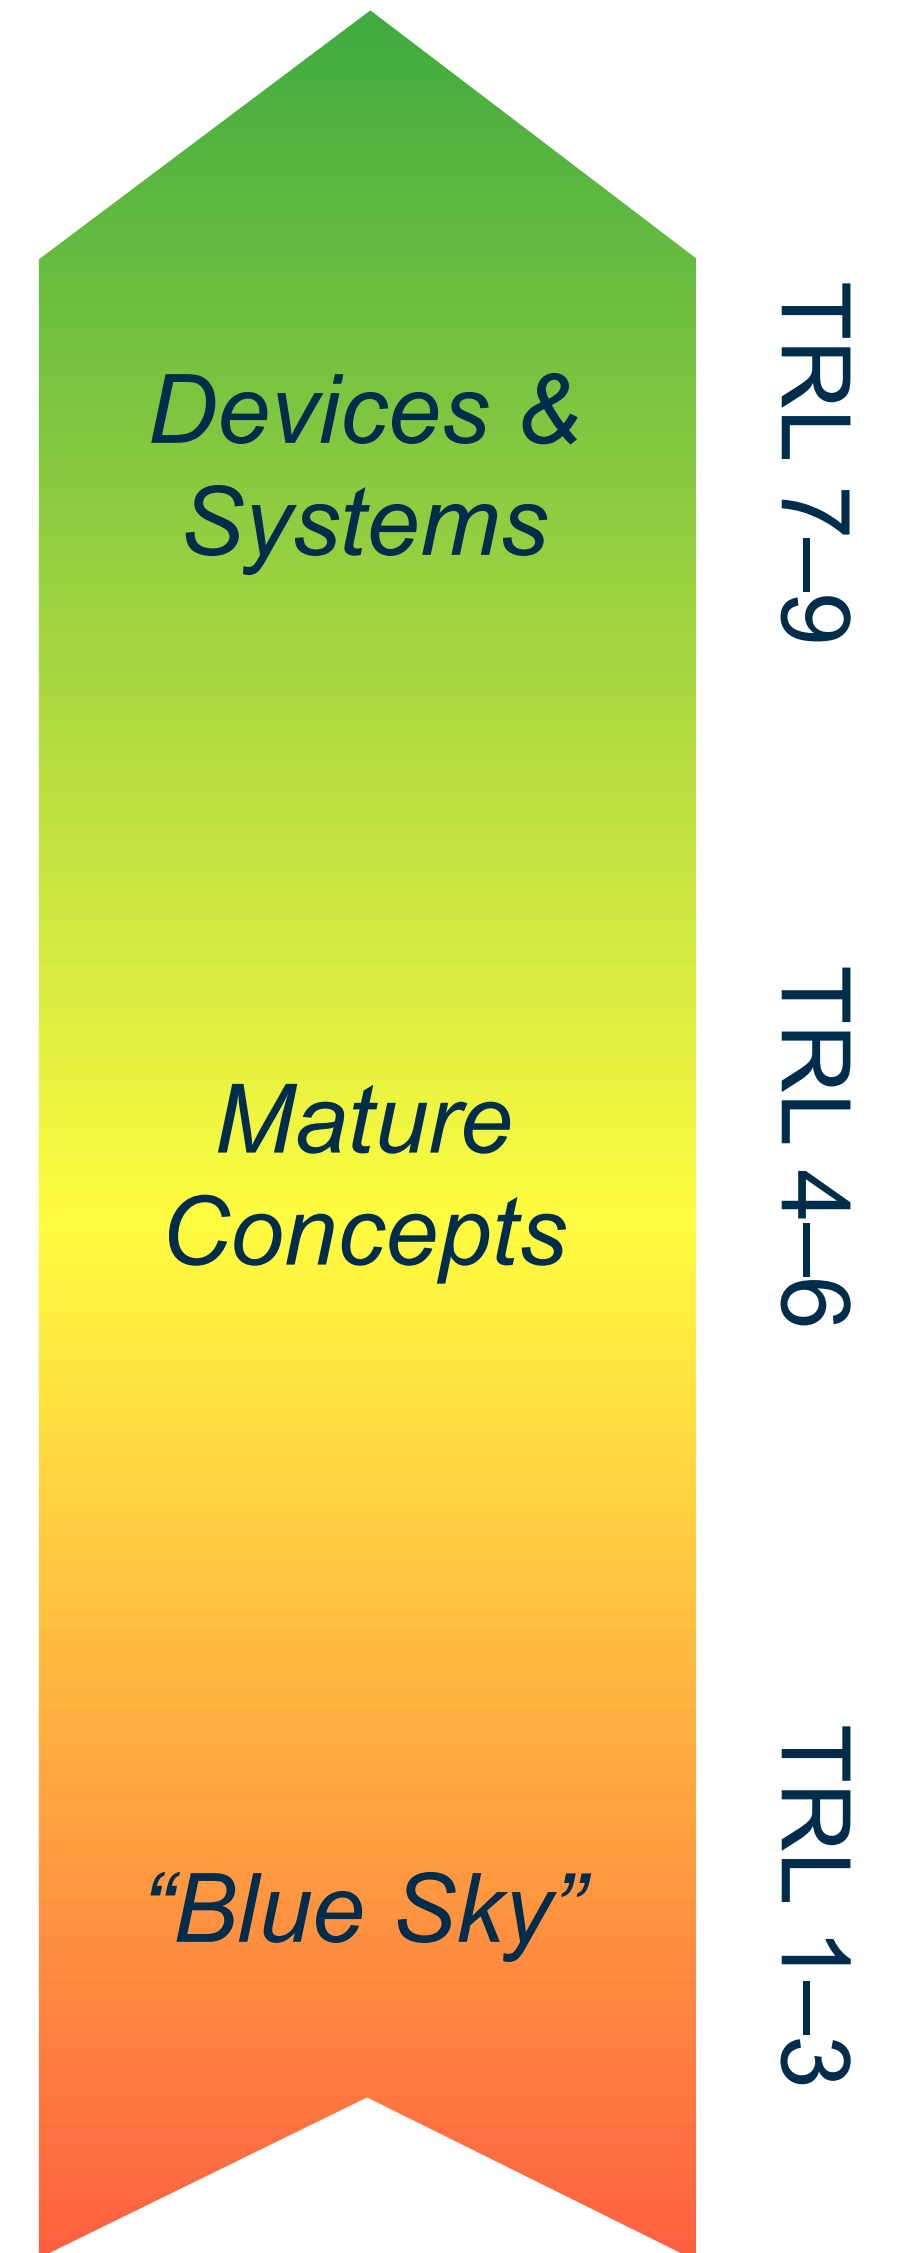 Devices &
Systems
TRL 7–9
Mature
Concepts
TRL 4–6
“Blue Sky”
TRL 1–3